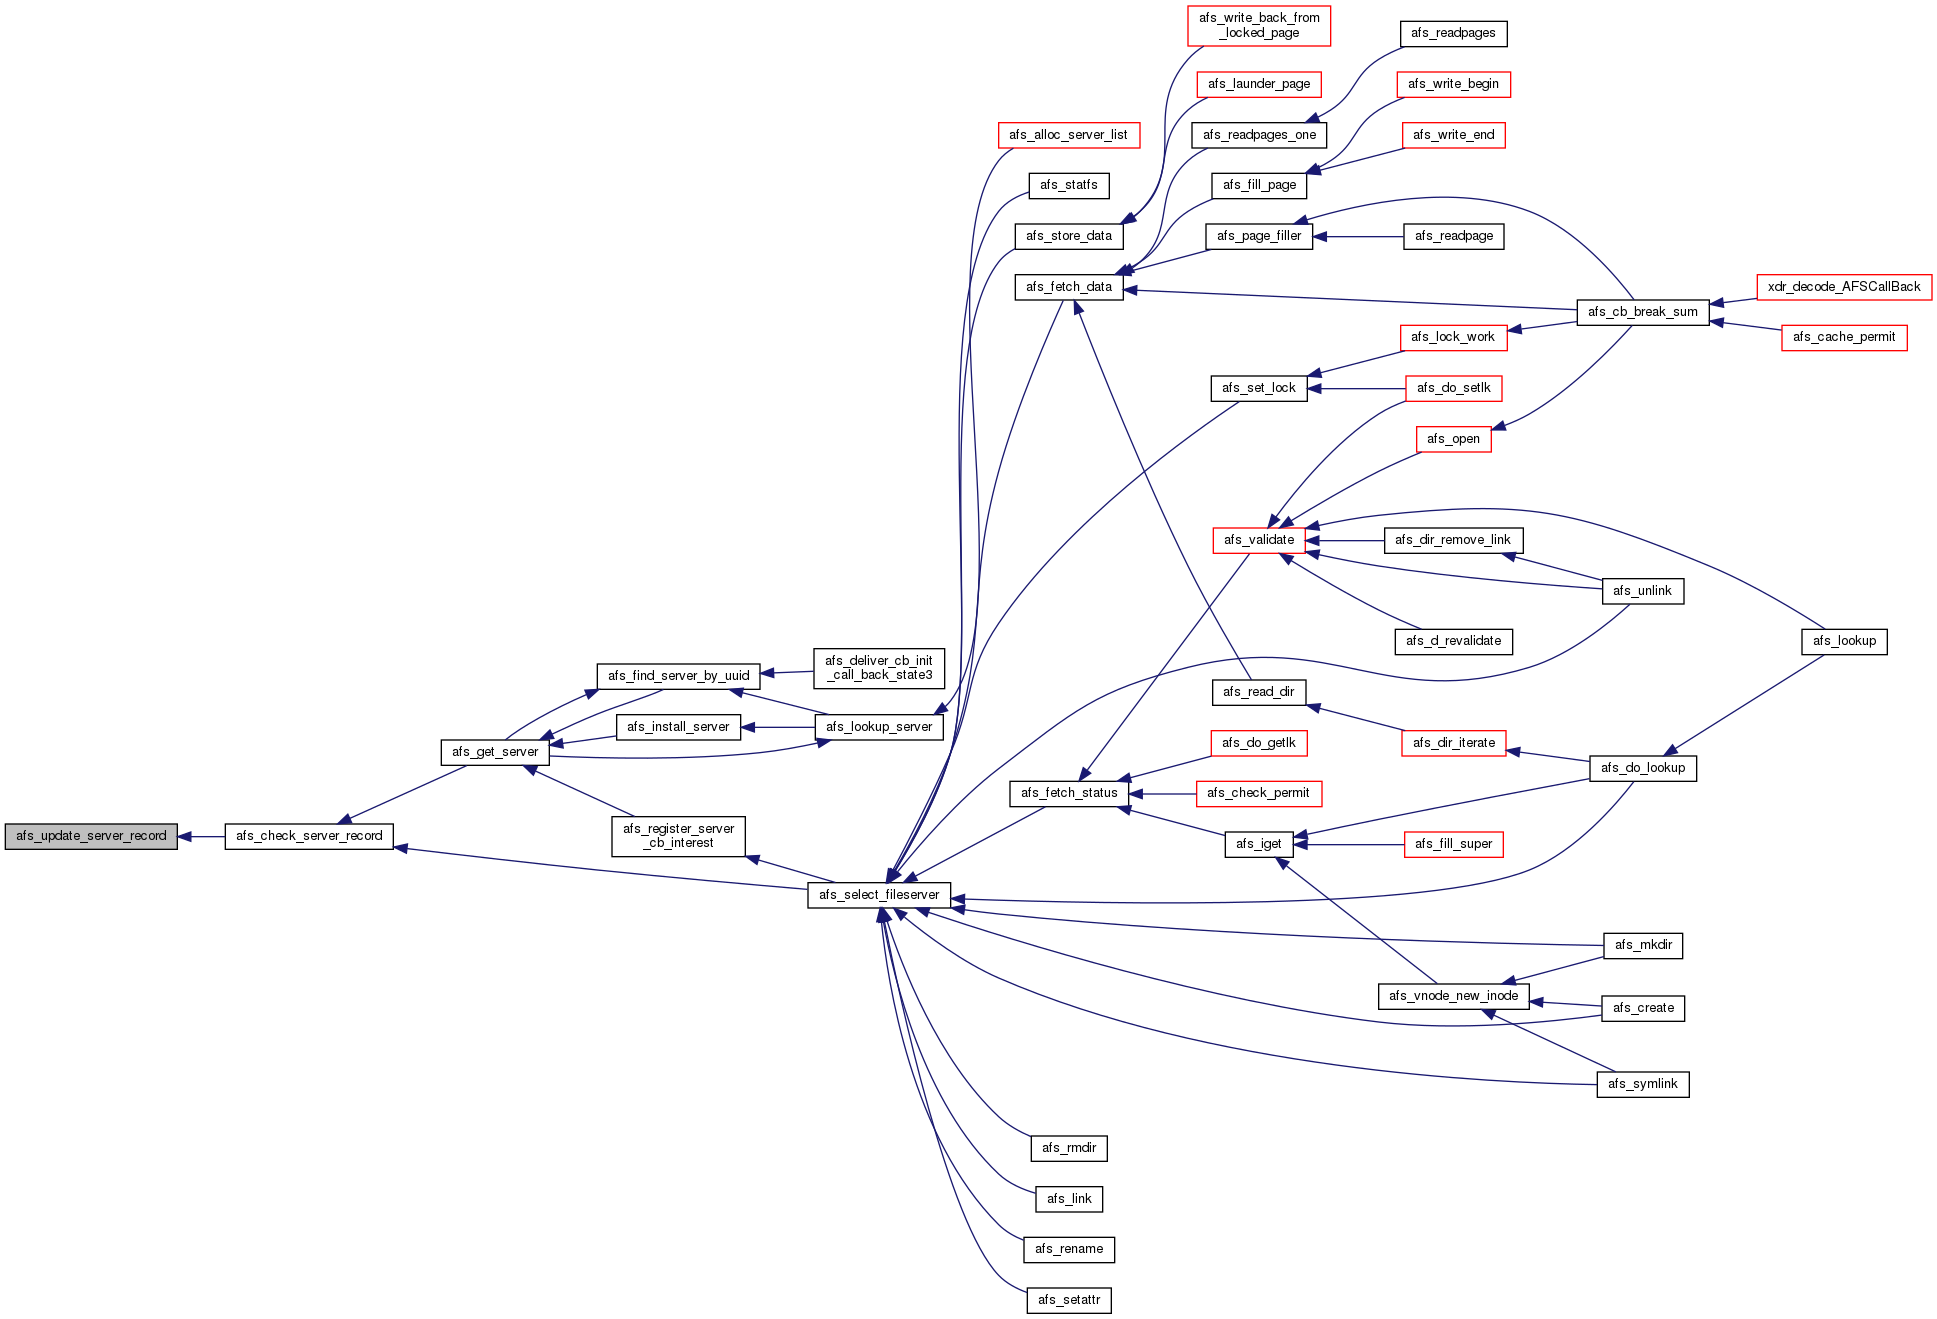 afs_write_back_from
_locked_page
afs_readpages
afs_launder_page
afs_write_begin
afs_alloc_server_list
afs_readpages_one
afs_write_end
afs_statfs
afs_fill_page
afs_store_data
afs_page_filler
afs_readpage
afs_fetch_data
xdr_decode_AFSCallBack
afs_cb_break_sum
afs_lock_work
afs_cache_permit
afs_set_lock
afs_do_setlk
afs_open
afs_validate
afs_dir_remove_link
afs_unlink
afs_d_revalidate
afs_lookup
afs_deliver_cb_init
_call_back_state3
afs_find_server_by_uuid
afs_read_dir
afs_install_server
afs_lookup_server
afs_get_server
afs_do_getlk
afs_dir_iterate
afs_do_lookup
afs_fetch_status
afs_check_permit
afs_update_server_record
afs_check_server_record
afs_register_server
_cb_interest
afs_iget
afs_fill_super
afs_select_fileserver
afs_mkdir
afs_vnode_new_inode
afs_create
afs_symlink
afs_rmdir
afs_link
afs_rename
afs_setattr